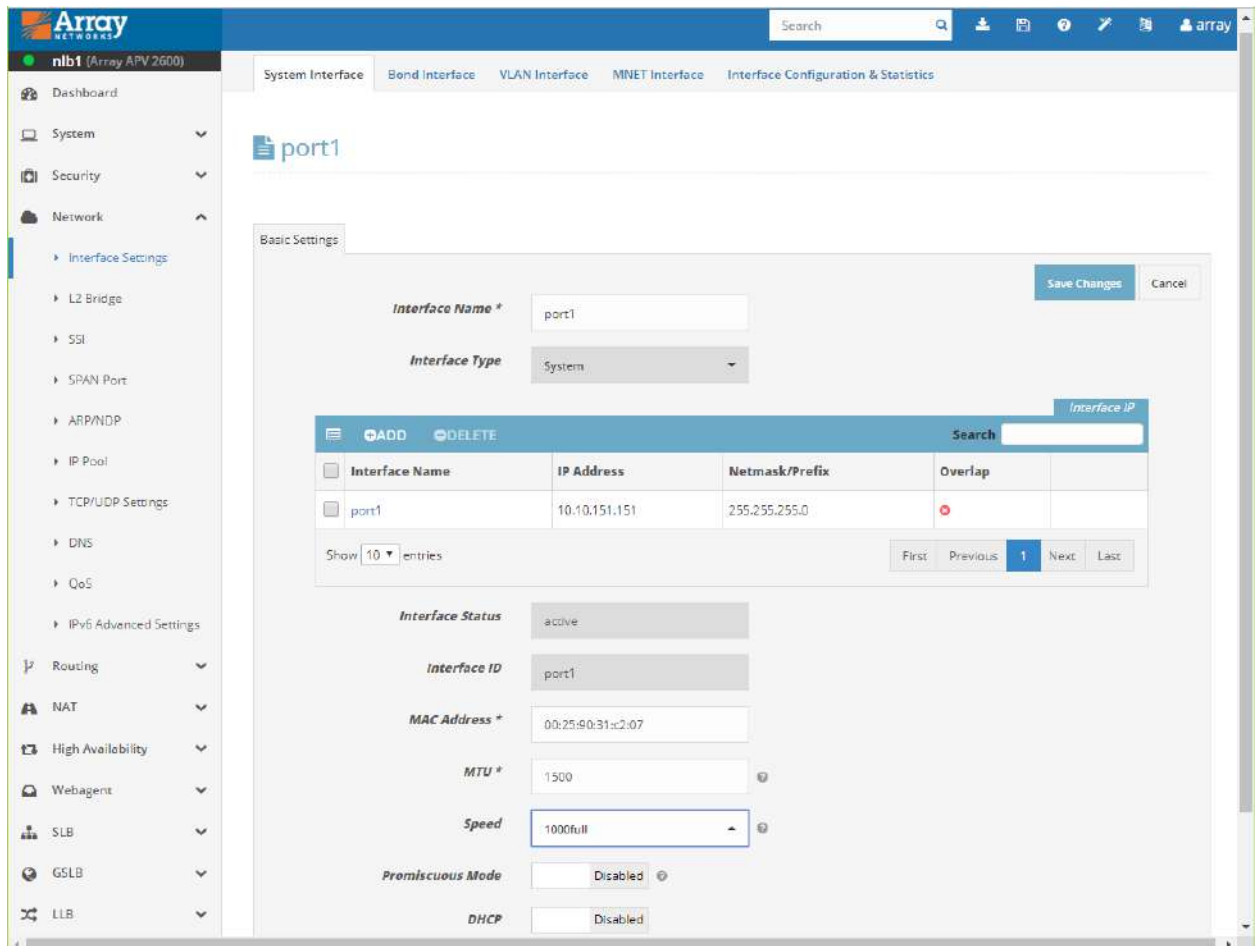 Array
NETWORKS
Search
array
nlb1 (Array APV 2600)
System Interface
Bond Interface
VLAN Interface
MNET Interface
Interface Configuration & Statistics
Dashboard
System
Security
Network
Interface Settings
L2 Bridge
SSI
SPAN Port
ARP/NDP
IP Pool
TCP/UDP Settings
DNS
QoS
IPv6 Advanced Settings
Routing
NAT
High Availability
Webagent
SLB
GSLB
LLB
port1
Basic Settings
Save Changes
Cancel
Interface Name *
port1
Interface Type
System
Interface IP
ADD
DELETE
Search
Interface Name
IP Address
Netmask/Prefix
Overlap
port1
10.10.151.151
255.255.255.0
Show 10 entries
First
Previous
1
Next
Last
Interface Status
active
Interface ID
port1
MAC Address *
00:25:90:31:c2:07
MTU *
1500
Speed
1000full
Promiscuous Mode
Disabled
DHCP
Disabled